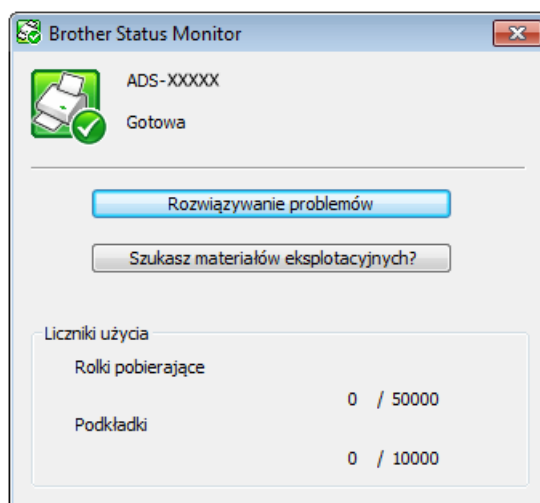 Brother Status Monitor
ADS-XXXXX
Gotowa
Rozwiązywanie problemów
Szukasz materiałów eksplotacyjnych?
Liczniki użycia
Rolki pobierające
0 / 50000
Podkładki
0 / 10000